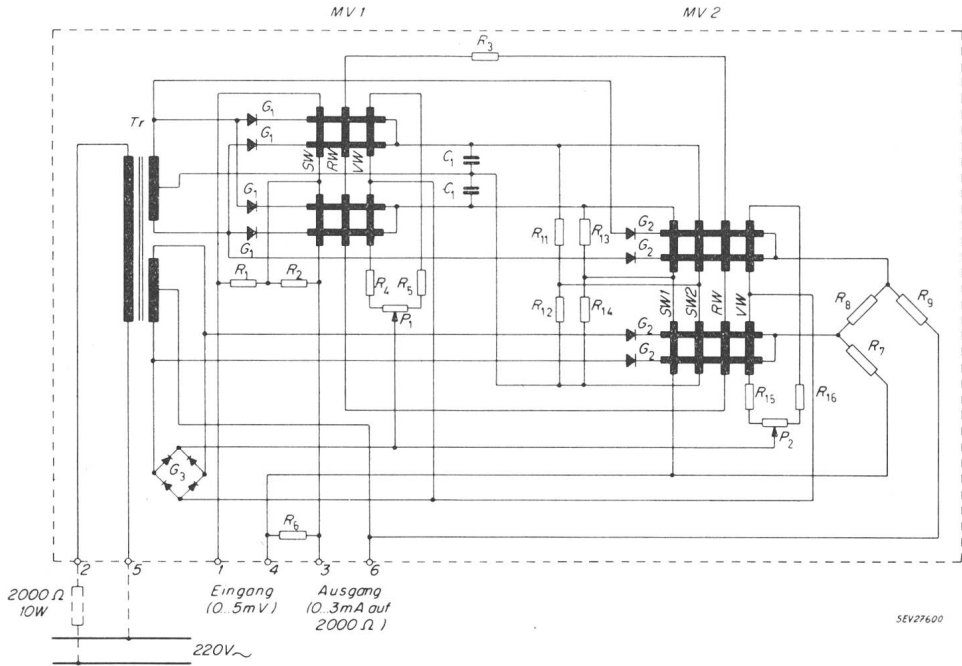 MV 1
MV 2
R3
Tr
G1
G1
SW
RW
VW
C1
C1
G1
G1
R11
R13
G2
G2
R1
R2
R4
R5
P1
R12
R14
SW1
SW2
RW
VW
R8
R9
G2
G2
R7
R15
R16
P2
G3
R6
2
5
1
4
3
6
2000 Ω
10W
Eingang
(0...5mV)
Ausgang
(0...3mA auf
2000 Ω)
220V~
SEV27600